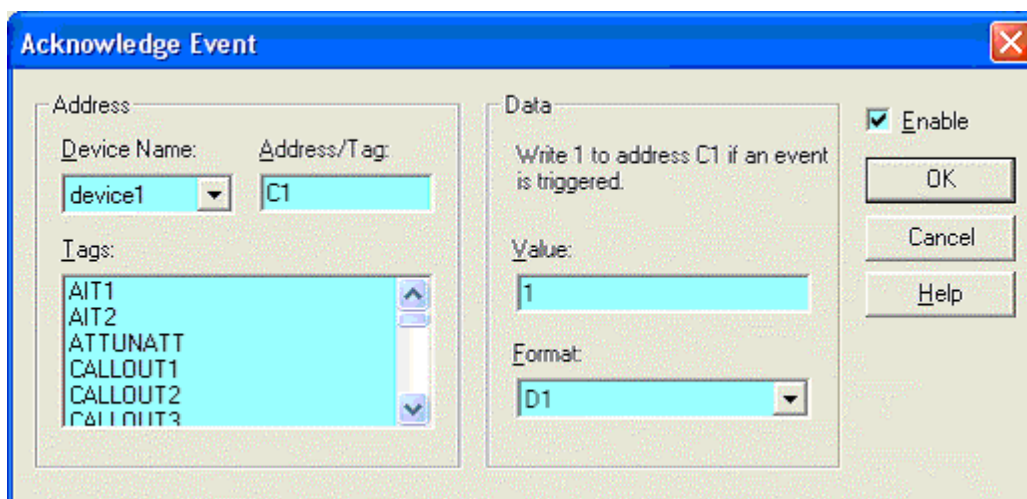 Acknowledge Event
Address
Device Name:
Address/Tag:
device1
C1
Tags:
AIT1
AIT2
ATTUNATT
CALLOUT1
CALLOUT2
CALLOUT3
Data
Write 1 to address C1 if an event
is triggered.
Value:
1
Format:
D1
Enable
OK
Cancel
Help